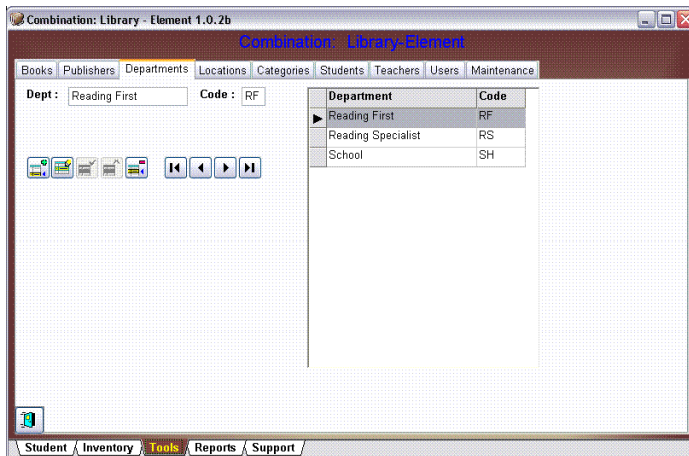 Combination: Library - Element 1.0.2b
Combination: Library-Element
Books Publishers Departments Locations Categories Students Teachers Users Maintenance
Dept : Reading First Code : RF
Department Code
Reading First RF
Reading Specialist RS
School SH
Student Inventory Tools Reports Support